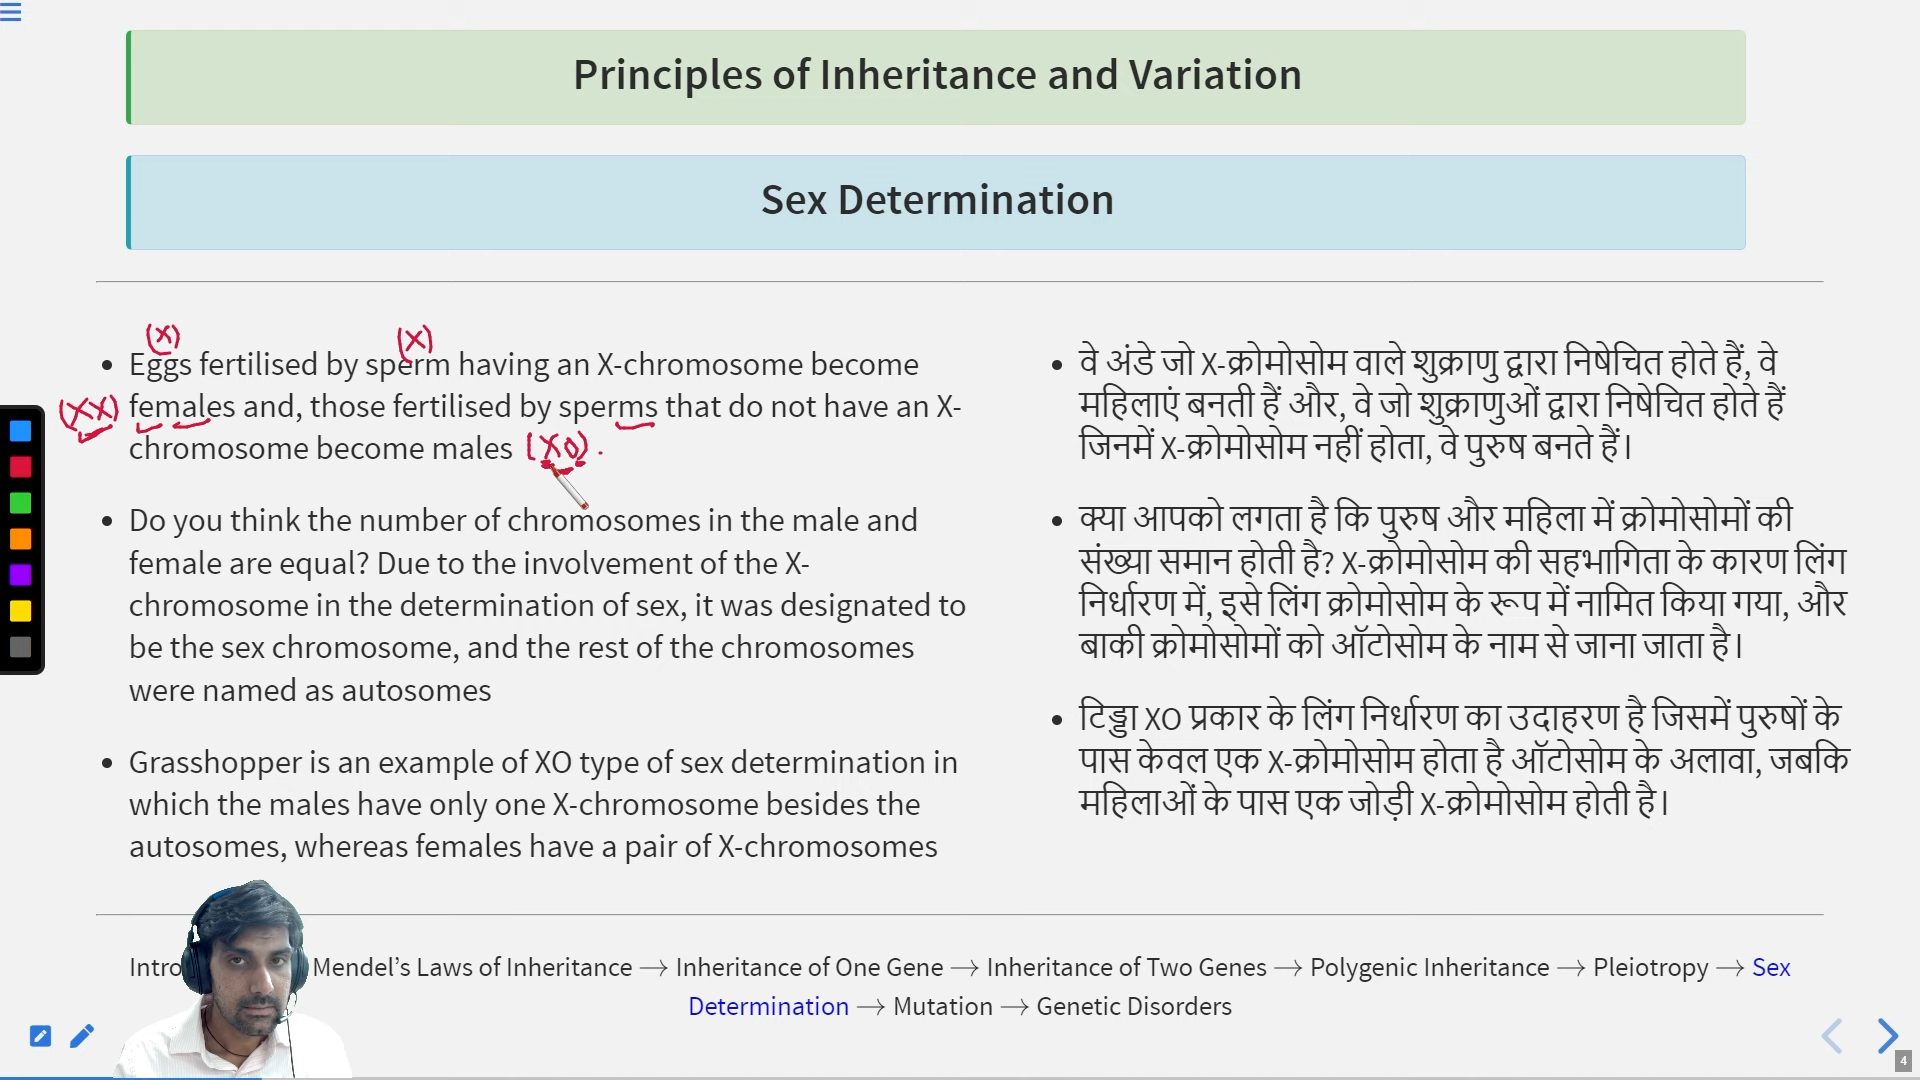 Principles of Inheritance and Variation
Sex Determination
(X)
(X)
Eggs fertilised by sperm having an X-chromosome become
(XX) females and, those fertilised by sperms that do not have an X-
chromosome become males (XO).
Do you think the number of chromosomes in the male and
female are equal? Due to the involvement of the X-
chromosome in the determination of sex, it was designated to
be the sex chromosome, and the rest of the chromosomes
were named as autosomes
Grasshopper is an example of XO type of sex determination in
which the males have only one X-chromosome besides the
autosomes, whereas females have a pair of X-chromosomes
वे अंडे जो X-क्रोमोसोम वाले शुक्राणु द्वारा निषेचित होते हैं, वे
महिलाएं बनती हैं और, वे जो शुक्राणुओं द्वारा निषेचित होते हैं
जिनमें X-क्रोमोसोम नहीं होता, वे पुरुष बनते हैं।
क्या आपको लगता है कि पुरुष और महिला में क्रोमोसोमों की
संख्या समान होती है? X-क्रोमोसोम की सहभागिता के कारण लिंग
निर्धारण में, इसे लिंग क्रोमोसोम के रूप में नामित किया गया, और
बाकी क्रोमोसोमों को ऑटोसोम के नाम से जाना जाता है।
टिड्डा XO प्रकार के लिंग निर्धारण का उदाहरण है जिसमें पुरुषों के
पास केवल एक X-क्रोमोसोम होता है ऑटोसोम के अलावा, जबकि
महिलाओं के पास एक जोड़ी X-क्रोमोसोम होती है।
Intro Mendel’s Laws of Inheritance → Inheritance of One Gene → Inheritance of Two Genes → Polygenic Inheritance → Pleiotropy → Sex
Determination → Mutation → Genetic Disorders
4